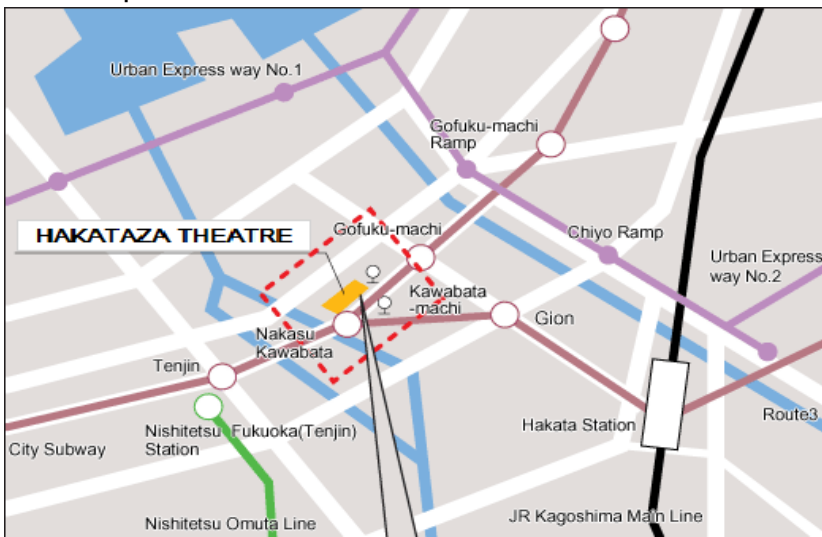 Urban Express way No.1
Gofuku-machi
Ramp
HAKATAZA THEATRE
Gofuku-machi
Chiyo Ramp
Urban Express
way No.2
Kawabata
-machi
Gion
Nakasu
Kawabata
Tenjin
Hakata Station
Route3
City Subway
Nishitetsu Fukuoka(Tenjin)
Station
Nishitetsu Omuta Line
JR Kagoshima Main Line